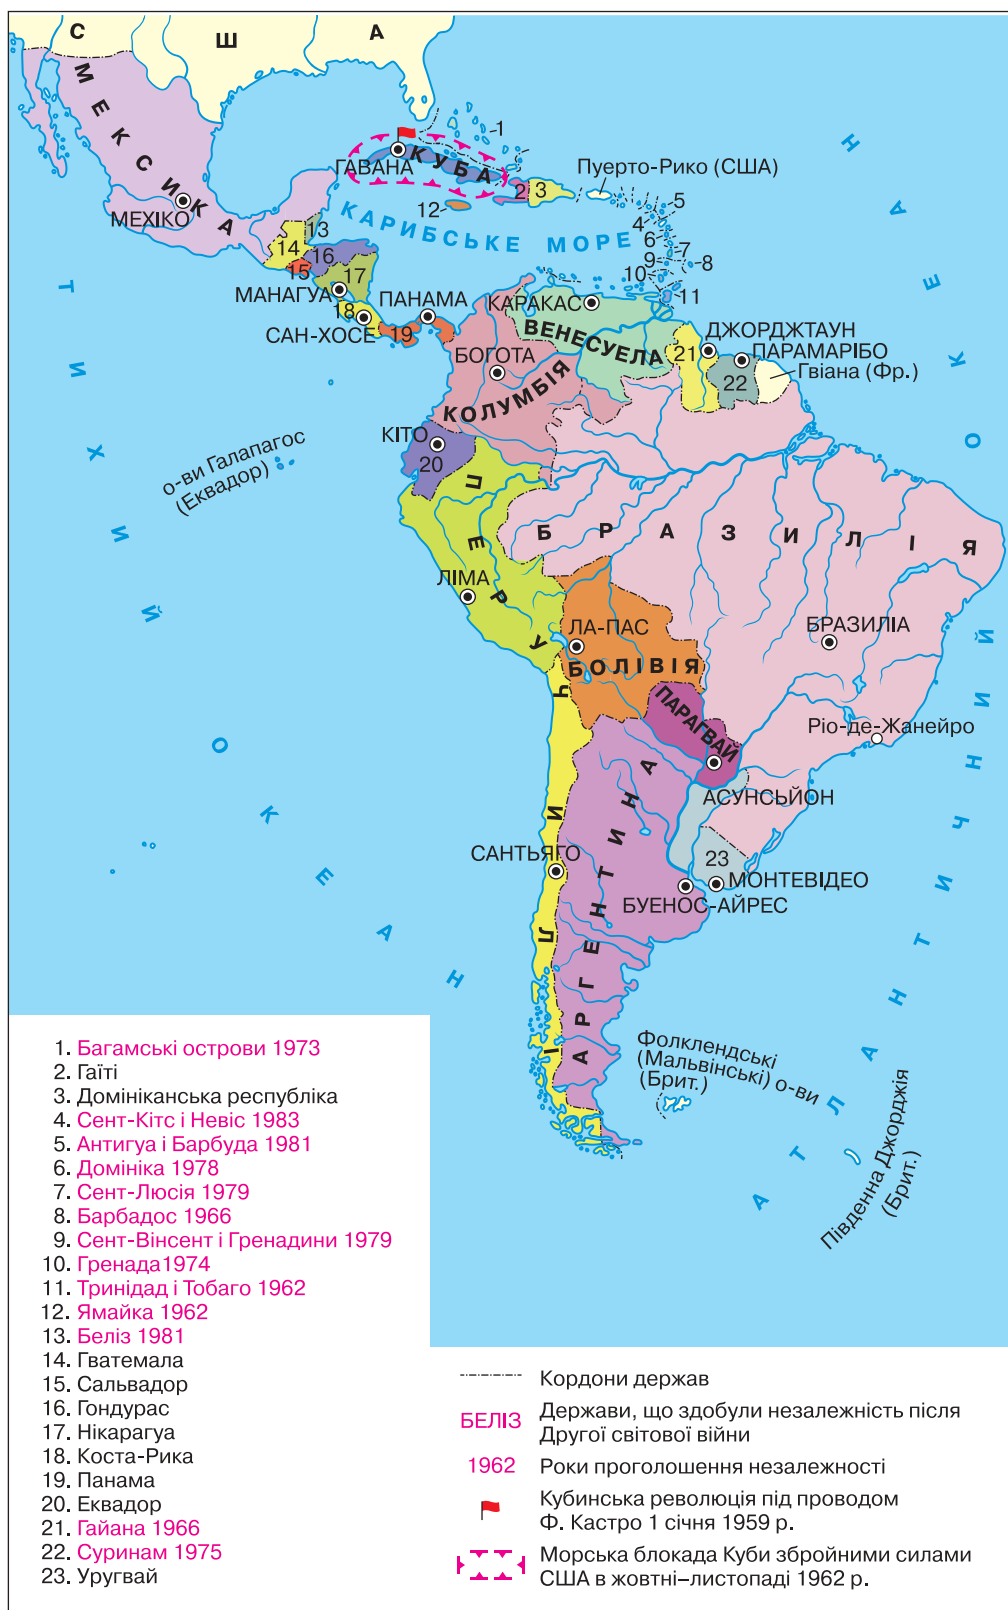 США
МЕКСИКА
МЕХІКО
ГАВАНА
КУБА
1
2
3
Пуерто-Рико (США)
12
КАРИБСЬКЕ МОРЕ
4
5
6
7
8
9
10
11
13
14
15
16
17
МАНАГУА
18
САН-ХОСЕ
19
ПАНАМА
КАРАКАС
ВЕНЕСУЕЛА
БОГОТА
КОЛУМБІЯ
21
ДЖОРДЖТАУН
ПАРАМАРІБО
22
Гвіана (Фр.)
КІТО
20
о-ви Галапагос
(Еквадор)
ПЕРУ
ЛІМА
БРАЗИЛІЯ
БРАЗИЛІА
ЛА-ПАС
БОЛІВІЯ
ПАРАГВАЙ
Ріо-де-Жанейро
АСУНСЬЙОН
ЧИЛІ
АРГЕНТИНА
САНТЬЯГО
23
МОНТЕВІДЕО
БУЕНОС-АЙРЕС
ТИХИЙ ОКЕАН
АТЛАНТИЧНИЙ ОКЕАН
Фолклендські
(Мальвінські) о-ви
(Брит.)
Південна Джорджія
(Брит.)
1. Багамські острови 1973
2. Гаїті
3. Домініканська республіка
4. Сент-Кітс і Невіс 1983
5. Антигуа і Барбуда 1981
6. Домініка 1978
7. Сент-Люсія 1979
8. Барбадос 1966
9. Сент-Вінсент і Гренадини 1979
10. Гренада1974
11. Тринідад і Тобаго 1962
12. Ямайка 1962
13. Беліз 1981
14. Гватемала
15. Сальвадор
16. Гондурас
17. Нікарагуа
18. Коста-Рика
19. Панама
20. Еквадор
21. Гайана 1966
22. Суринам 1975
23. Уругвай
Кордони держав
БЕЛІЗ Держави, що здобули незалежність після
Другої світової війни
1962 Роки проголошення незалежності
Кубинська революція під проводом
Ф. Кастро 1 січня 1959 р.
Морська блокада Куби збройними силами
США в жовтні–листопаді 1962 р.